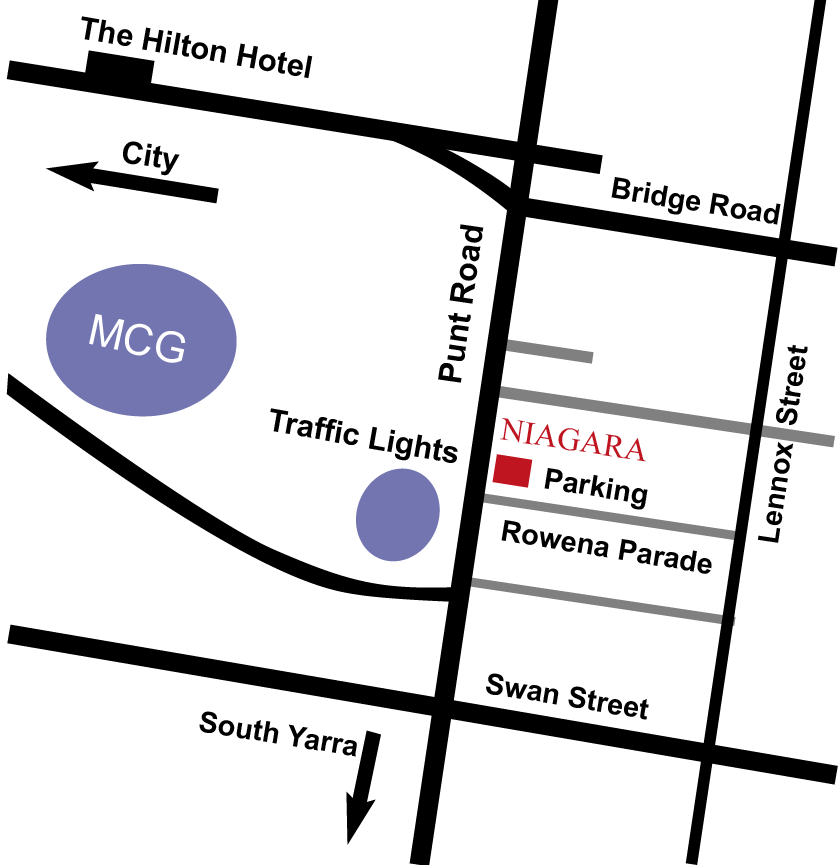 The Hilton Hotel
City
Bridge Road
Punt Road
MCG
Lennox Street
Traffic Lights
NIAGARA
Parking
Rowena Parade
Swan Street
South Yarra